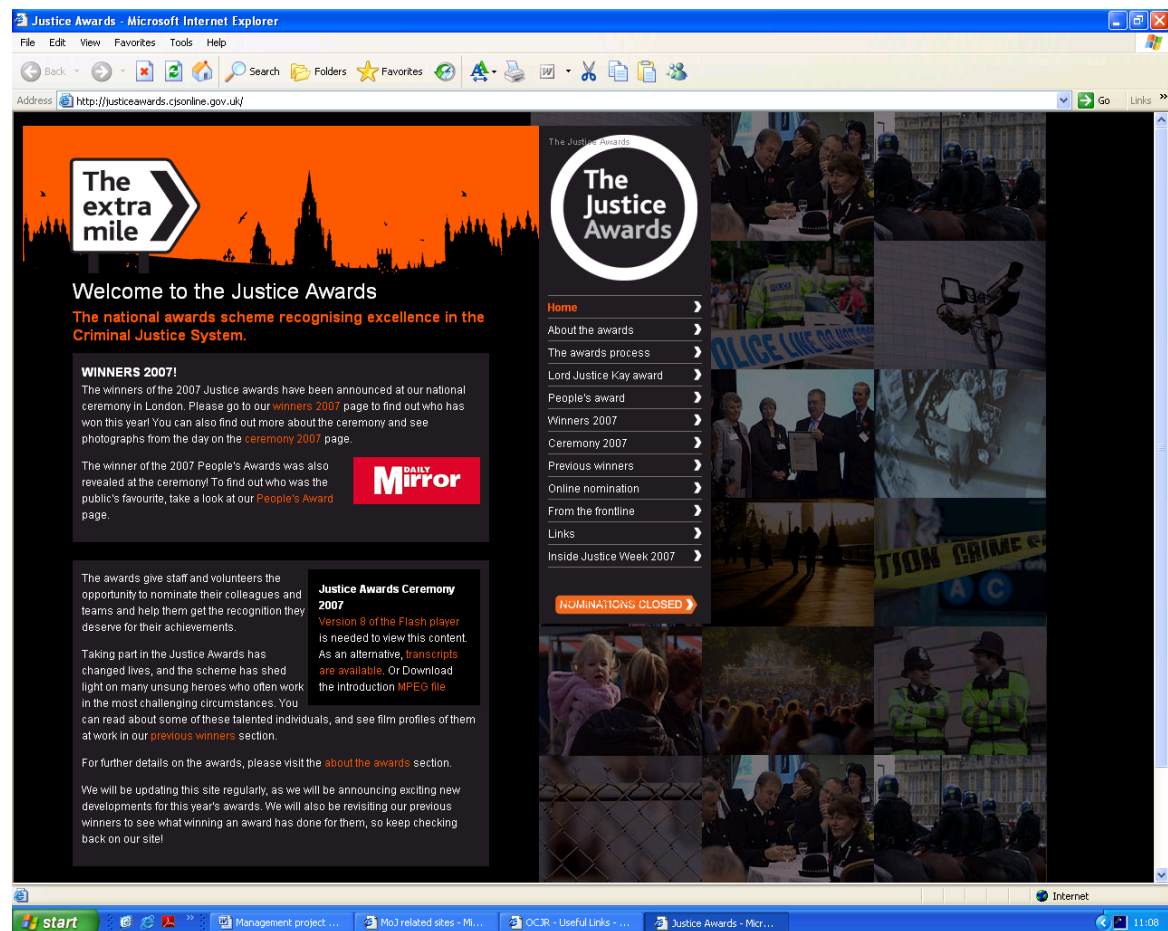 Justice Awards - Microsoft Internet Explorer
File Edit View Favorites Tools Help
Back Search Folders Favorites
Address http://justiceawards.cjsonline.gov.uk/ Go Links
The
extra
mile
Welcome to the Justice Awards
The national awards scheme recognising excellence in the
Criminal Justice System.
WINNERS 2007!
The winners of the 2007 Justice awards have been announced at our national
ceremony in London. Please go to our winners 2007 page to find out who has
won this year! You can also find out more about the ceremony and see
photographs from the day on the ceremony 2007 page.
The winner of the 2007 People's Awards was also
revealed at the ceremony! To find out who was the
public's favourite, take a look at our People's Award
page.
DAILY
Mirror
The awards give staff and volunteers the
opportunity to nominate their colleagues and
teams and help them get the recognition they
deserve for their achievements.
Taking part in the Justice Awards has
changed lives, and the scheme has shed
light on many unsung heroes who often work
in the most challenging circumstances. You
can read about some of these talented individuals, and see film profiles of them
at work in our previous winners section.
For further details on the awards, please visit the about the awards section.
We will be updating this site regularly, as we will be announcing exciting new
developments for this year's awards. We will also be revisiting our previous
winners to see what winning an award has done for them, so keep checking
back on our site!
Justice Awards Ceremony
2007
Version 8 of the Flash player
is needed to view this content.
As an alternative, transcripts
are available. Or Download
the introduction MPEG file
The Justice Awards
The
Justice
Awards
Home
About the awards
The awards process
Lord Justice Kay award
People's award
Winners 2007
Ceremony 2007
Previous winners
Online nomination
From the frontline
Links
Inside Justice Week 2007
NOMINATIONS CLOSED
POLICE LINE DO NOT
TION CRIME
A C
Internet
start Management project ... MoJ related sites - Mi... OCJR - Useful Links - ... Justice Awards - Micr... 11:08